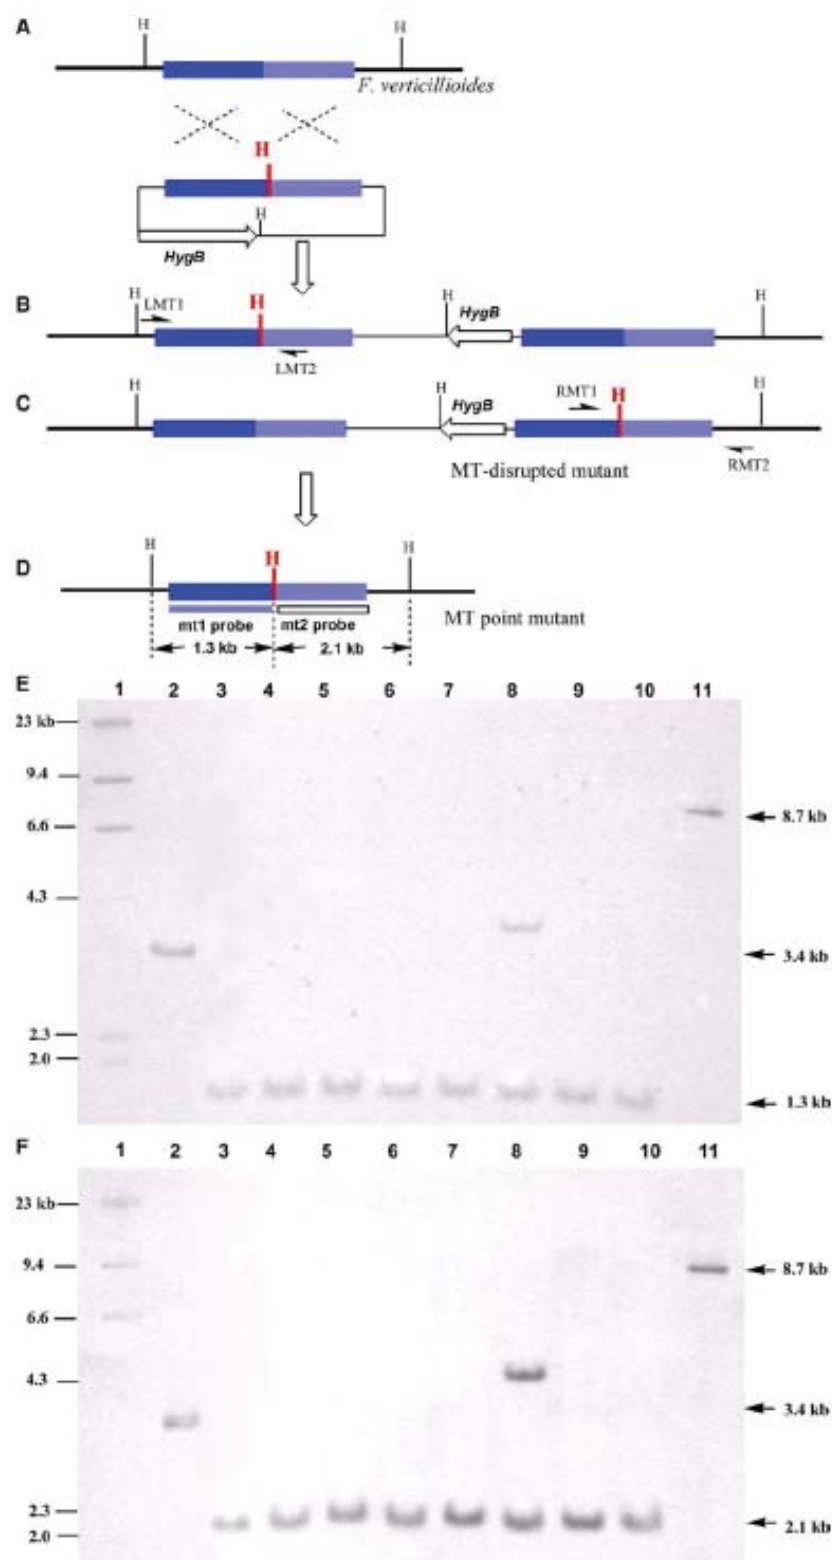 A
H H
F. verticillioides
H
H
HygB
B
H LMT1 H H HygB H
LMT2
C
H H HygB RMT1 H H
RMT2
MT-disrupted mutant
D
H H H
mt1 probe mt2 probe
MT point mutant
1.3 kb 2.1 kb
E
1 2 3 4 5 6 7 8 9 10 11
23 kb
9.4
6.6
8.7 kb
4.3
3.4 kb
2.3
2.0
1.3 kb
F
1 2 3 4 5 6 7 8 9 10 11
23 kb
9.4
8.7 kb
6.6
4.3
3.4 kb
2.3
2.1 kb
2.0